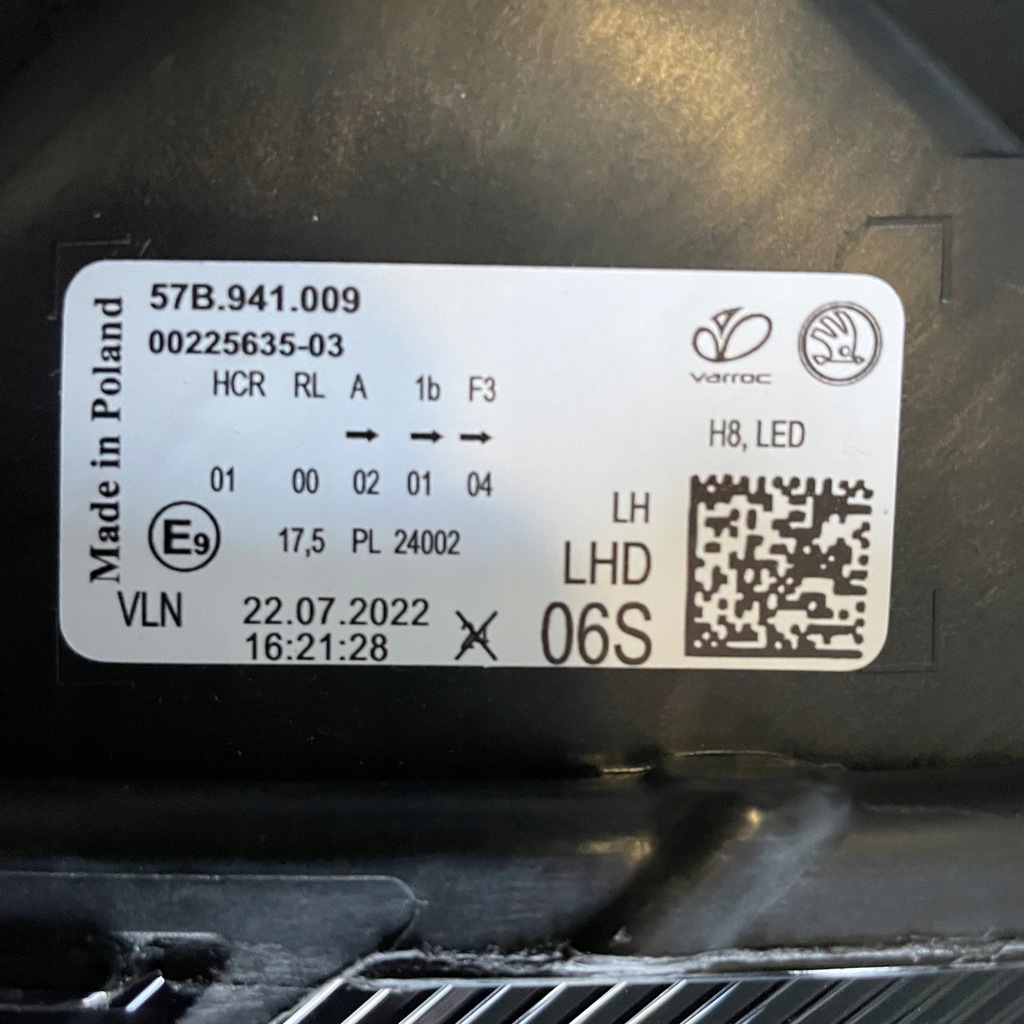 Made in Poland
57B.941.009
00225635-03
HCR RL A 1b F3
01 00 02 01 04
E9 17,5 PL 24002
VLN 22.07.2022
16:21:28
varroc
H8, LED
LH
LHD
06S